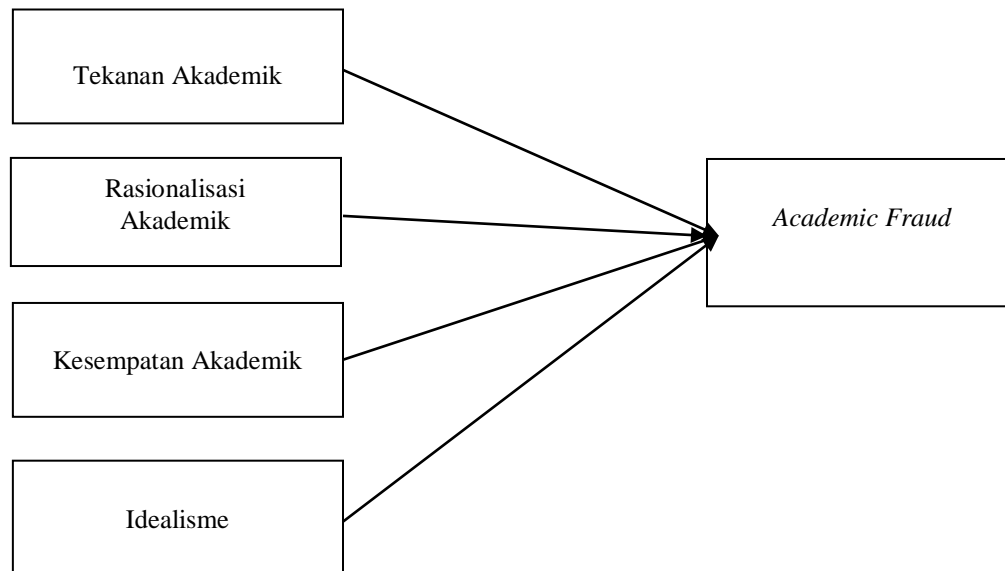 Tekanan Akademik
Rasionalisasi
Akademik
Academic Fraud
Kesempatan Akademik
Idealisme